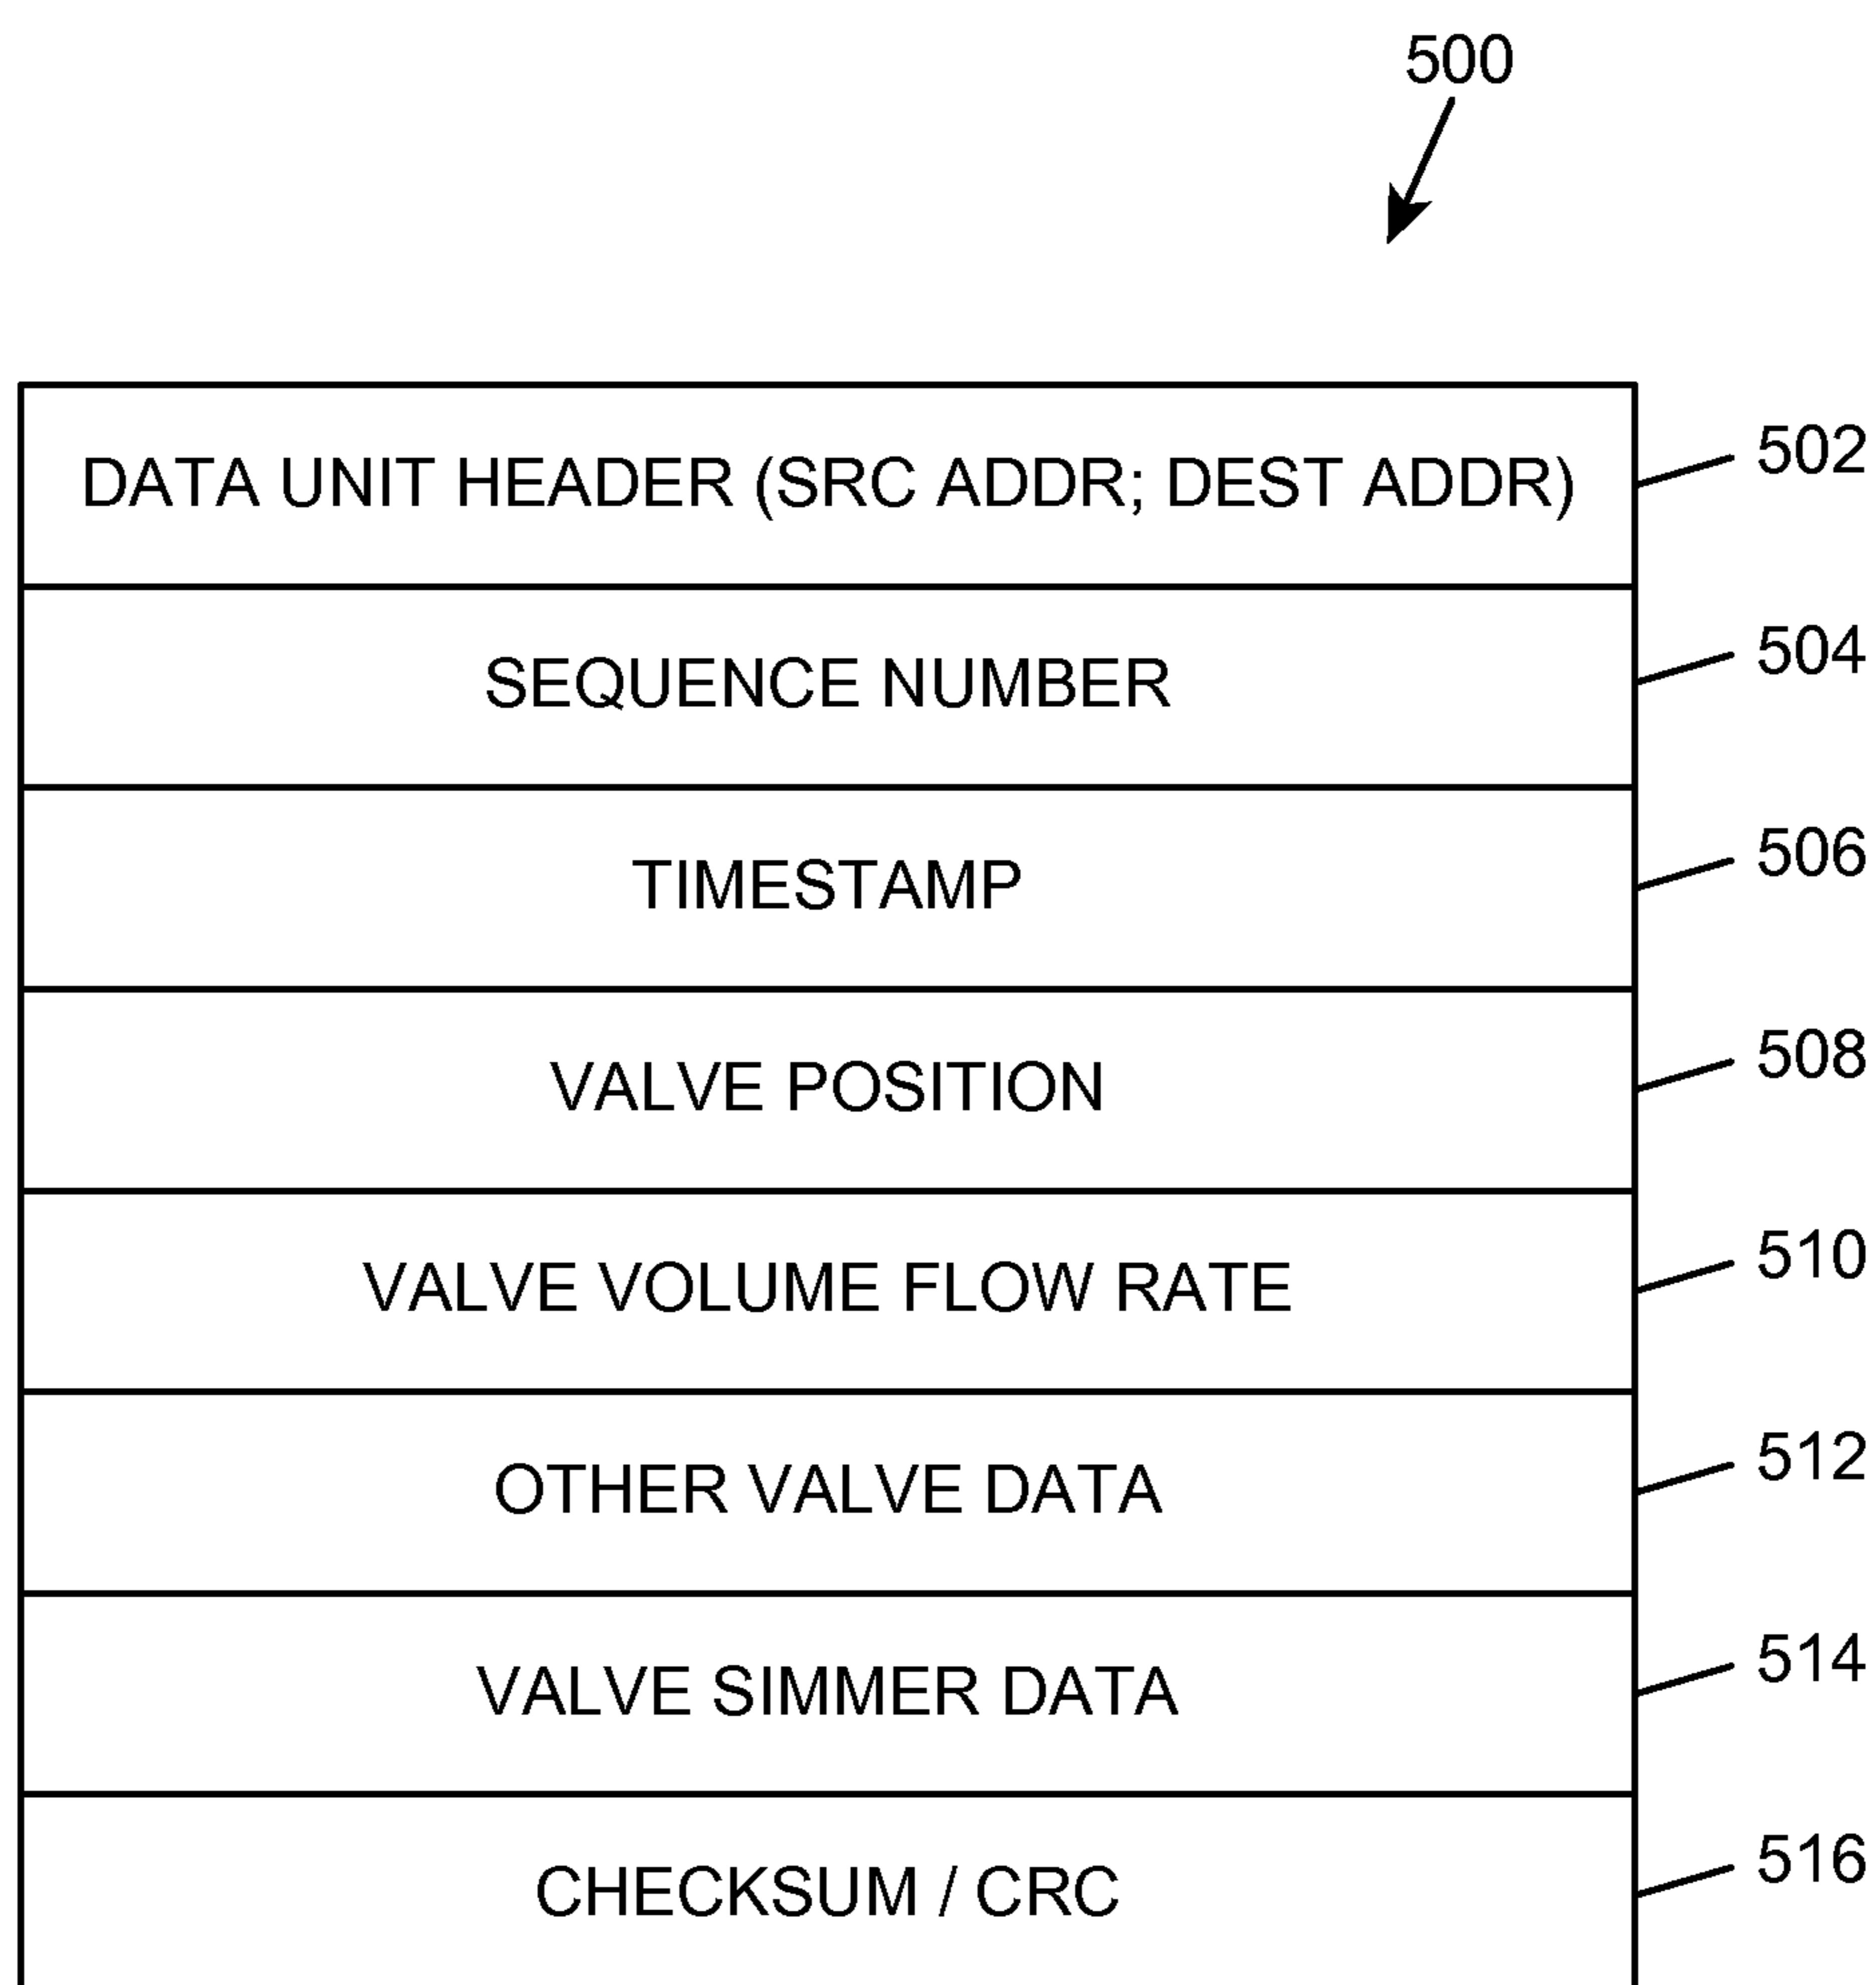 500
DATA UNIT HEADER (SRC ADDR; DEST ADDR) 502
SEQUENCE NUMBER 504
TIMESTAMP 506
VALVE POSITION 508
VALVE VOLUME FLOW RATE 510
OTHER VALVE DATA 512
VALVE SIMMER DATA 514
CHECKSUM / CRC 516